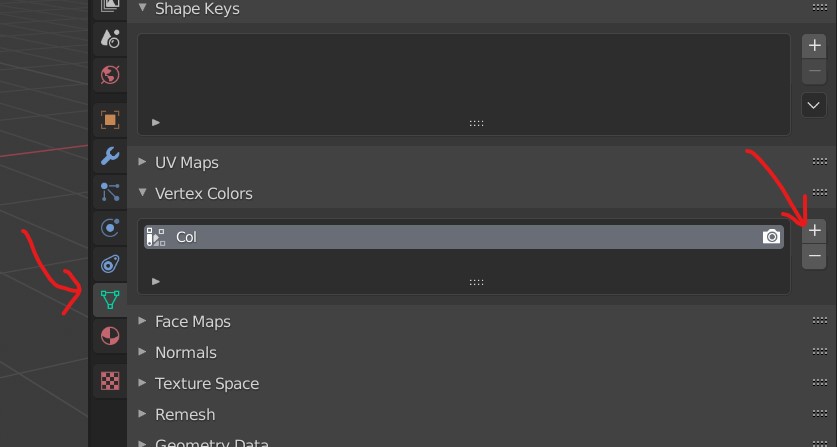 Shape Keys
UV Maps
Vertex Colors
Col
Face Maps
Normals
Texture Space
Remesh
Geometry Data